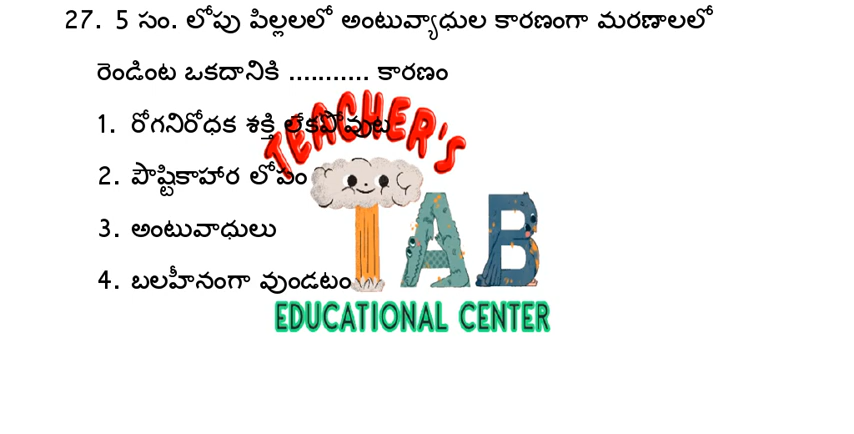 27. 5 సం. లోపు పిల్లలలో అంటువ్యాధుల కారణంగా మరణాలలో
రెండింట ఒకదానికి ........... కారణం
1. రోగనిరోధక శక్తి లేకపోవుట
2. పౌష్టికాహార లోపం
3. అంటువాధులు
4. బలహీనంగా వుండటం
TEACHER'S
TAB
EDUCATIONAL CENTER